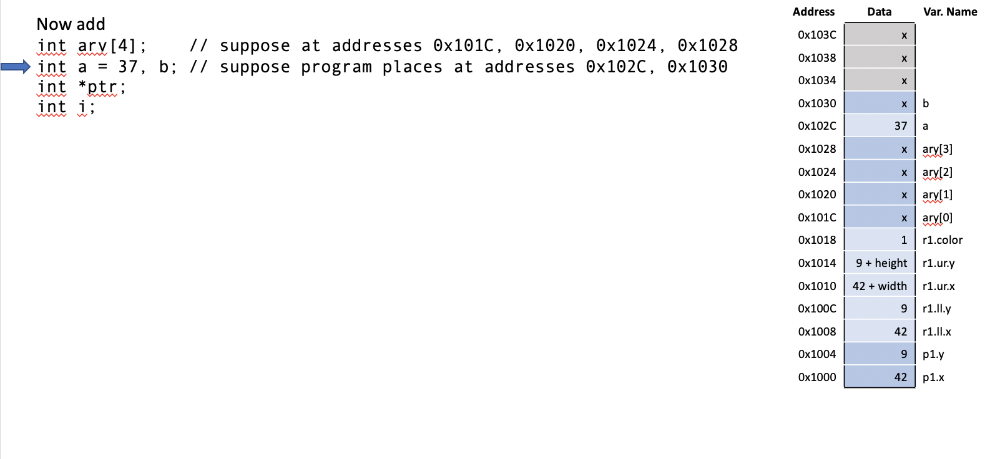 Now add
int ary[4];    // suppose at addresses 0x101C, 0x1020, 0x1024, 0x1028
int a = 37, b; // suppose program places at addresses 0x102C, 0x1030
int *ptr;
int i;
Address Data Var. Name
0x103C x
0x1038 x
0x1034 x
0x1030 x b
0x102C 37 a
0x1028 x ary[3]
0x1024 x ary[2]
0x1020 x ary[1]
0x101C x ary[0]
0x1018 1 r1.color
0x1014 9 + height r1.ur.y
0x1010 42 + width r1.ur.x
0x100C 9 r1.ll.y
0x1008 42 r1.ll.x
0x1004 9 p1.y
0x1000 42 p1.x